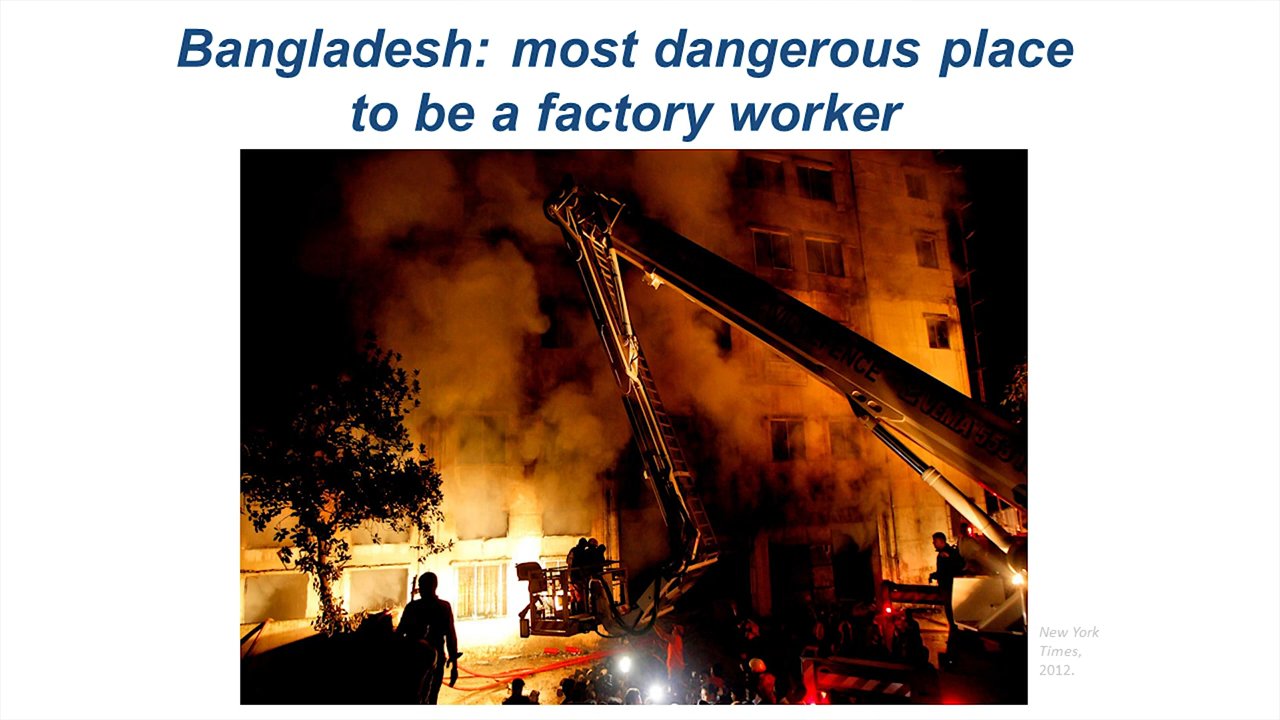 Bangladesh: most dangerous place
to be a factory worker
New York
Times,
2012.